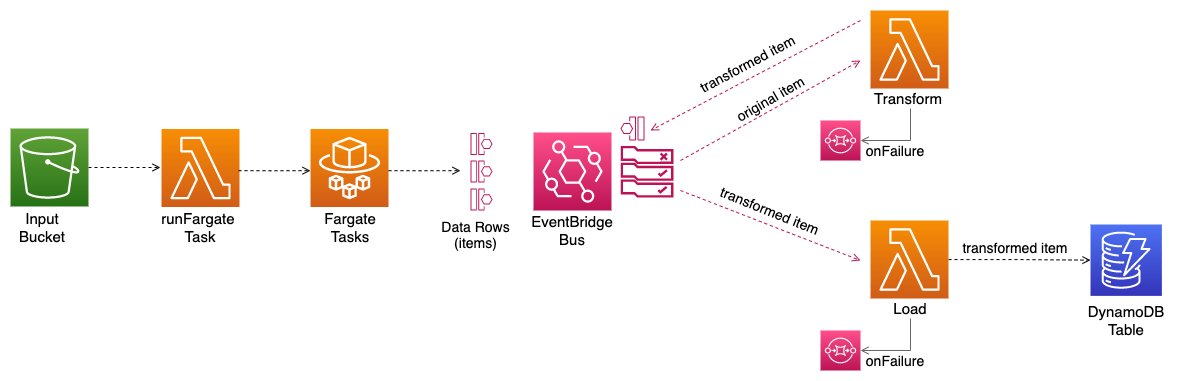 Input
Bucket
runFargate
Task
Fargate
Tasks
Data Rows
(items)
EventBridge
Bus
transformed item
original item
transformed item
Transform
onFailure
Load
onFailure
transformed item
DynamoDB
Table